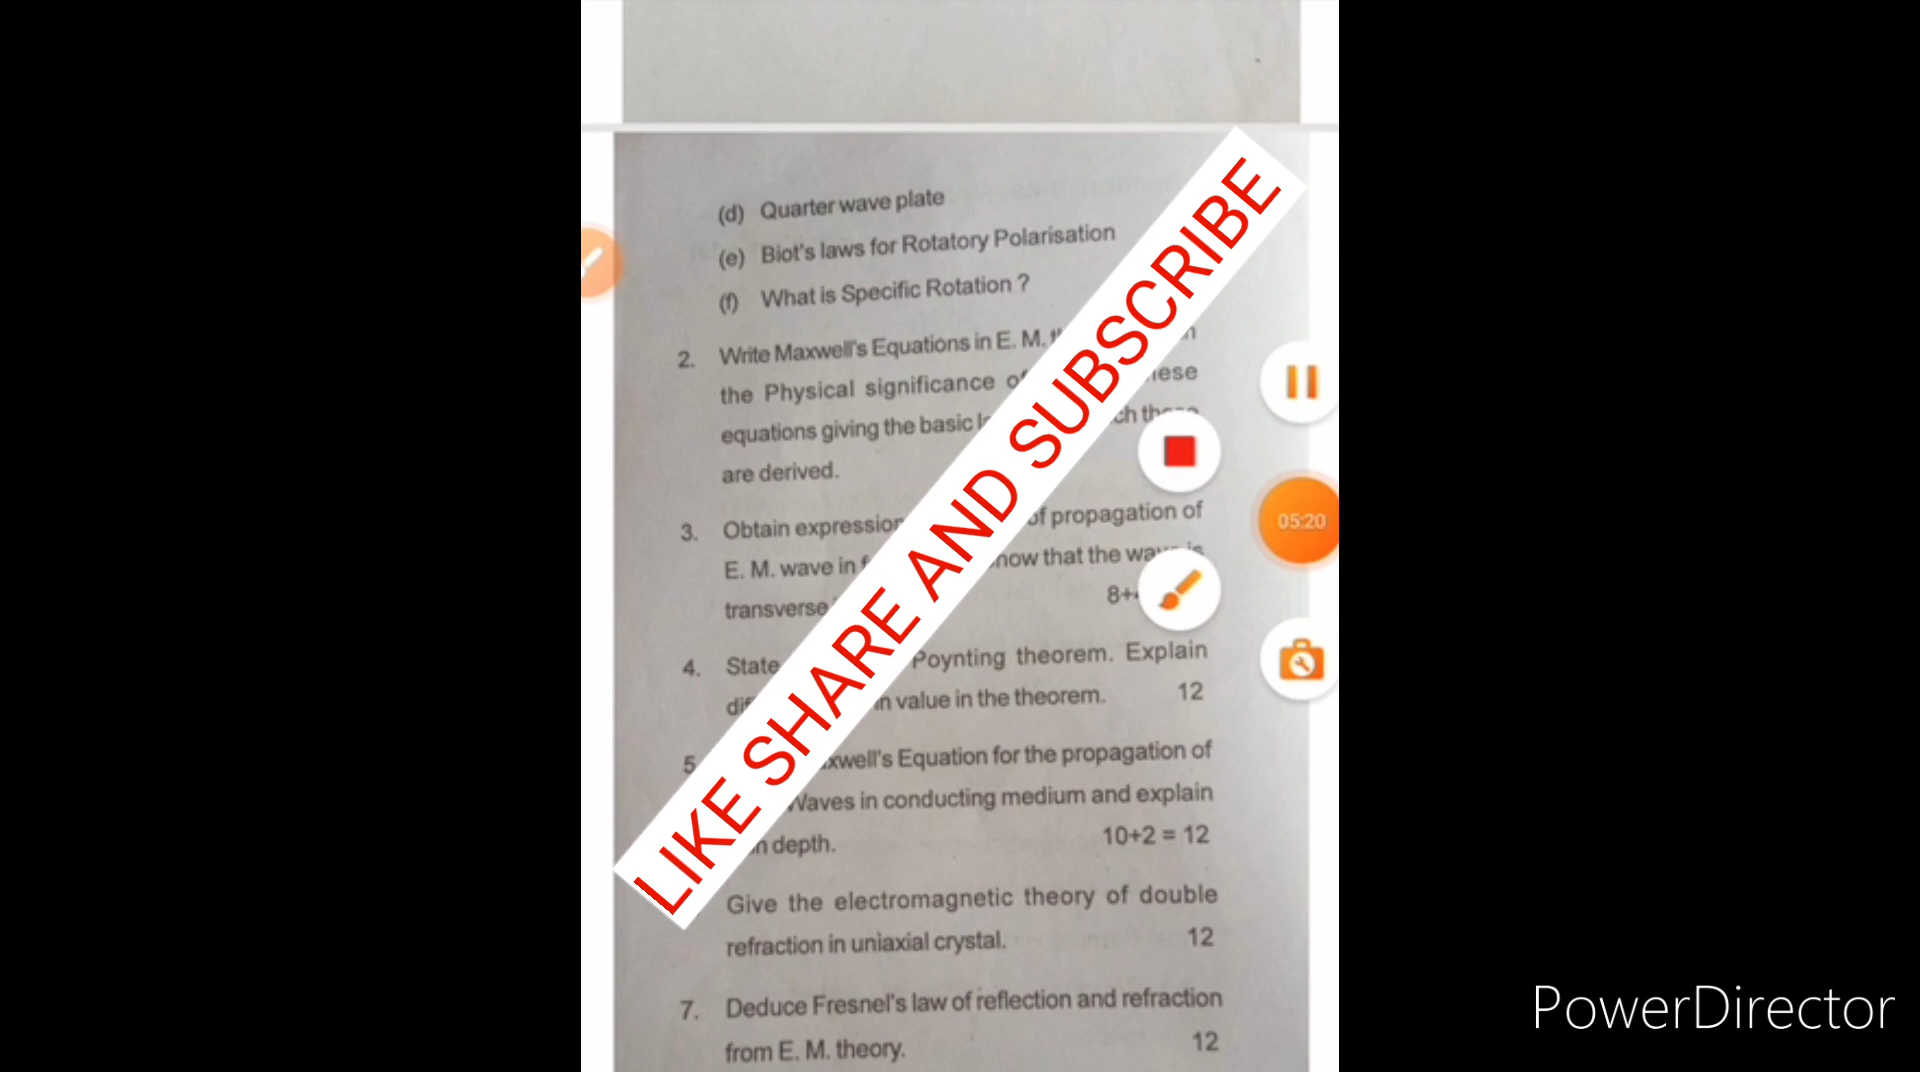 (d) Quarter wave plate
(e) Biot's laws for Rotatory Polarisation
(f) What is Specific Rotation ?
2. Write Maxwell's Equations in E. M.
the Physical significance
equations giving the basic
are derived.
3. Obtain expression of propagation of
E. M. wave in that the
transverse 8+
4. State Poynting theorem. Explain
value in the theorem. 12
5 Equation for the propagation of
Waves in conducting medium and explain
depth. 10+2 = 12
Give the electromagnetic theory of double
refraction in uniaxial crystal. 12
7. Deduce Fresnel's law of reflection and refraction
from E. M. theory. 12
LIKE SHARE AND SUBSCRIBE
05:20
PowerDirector